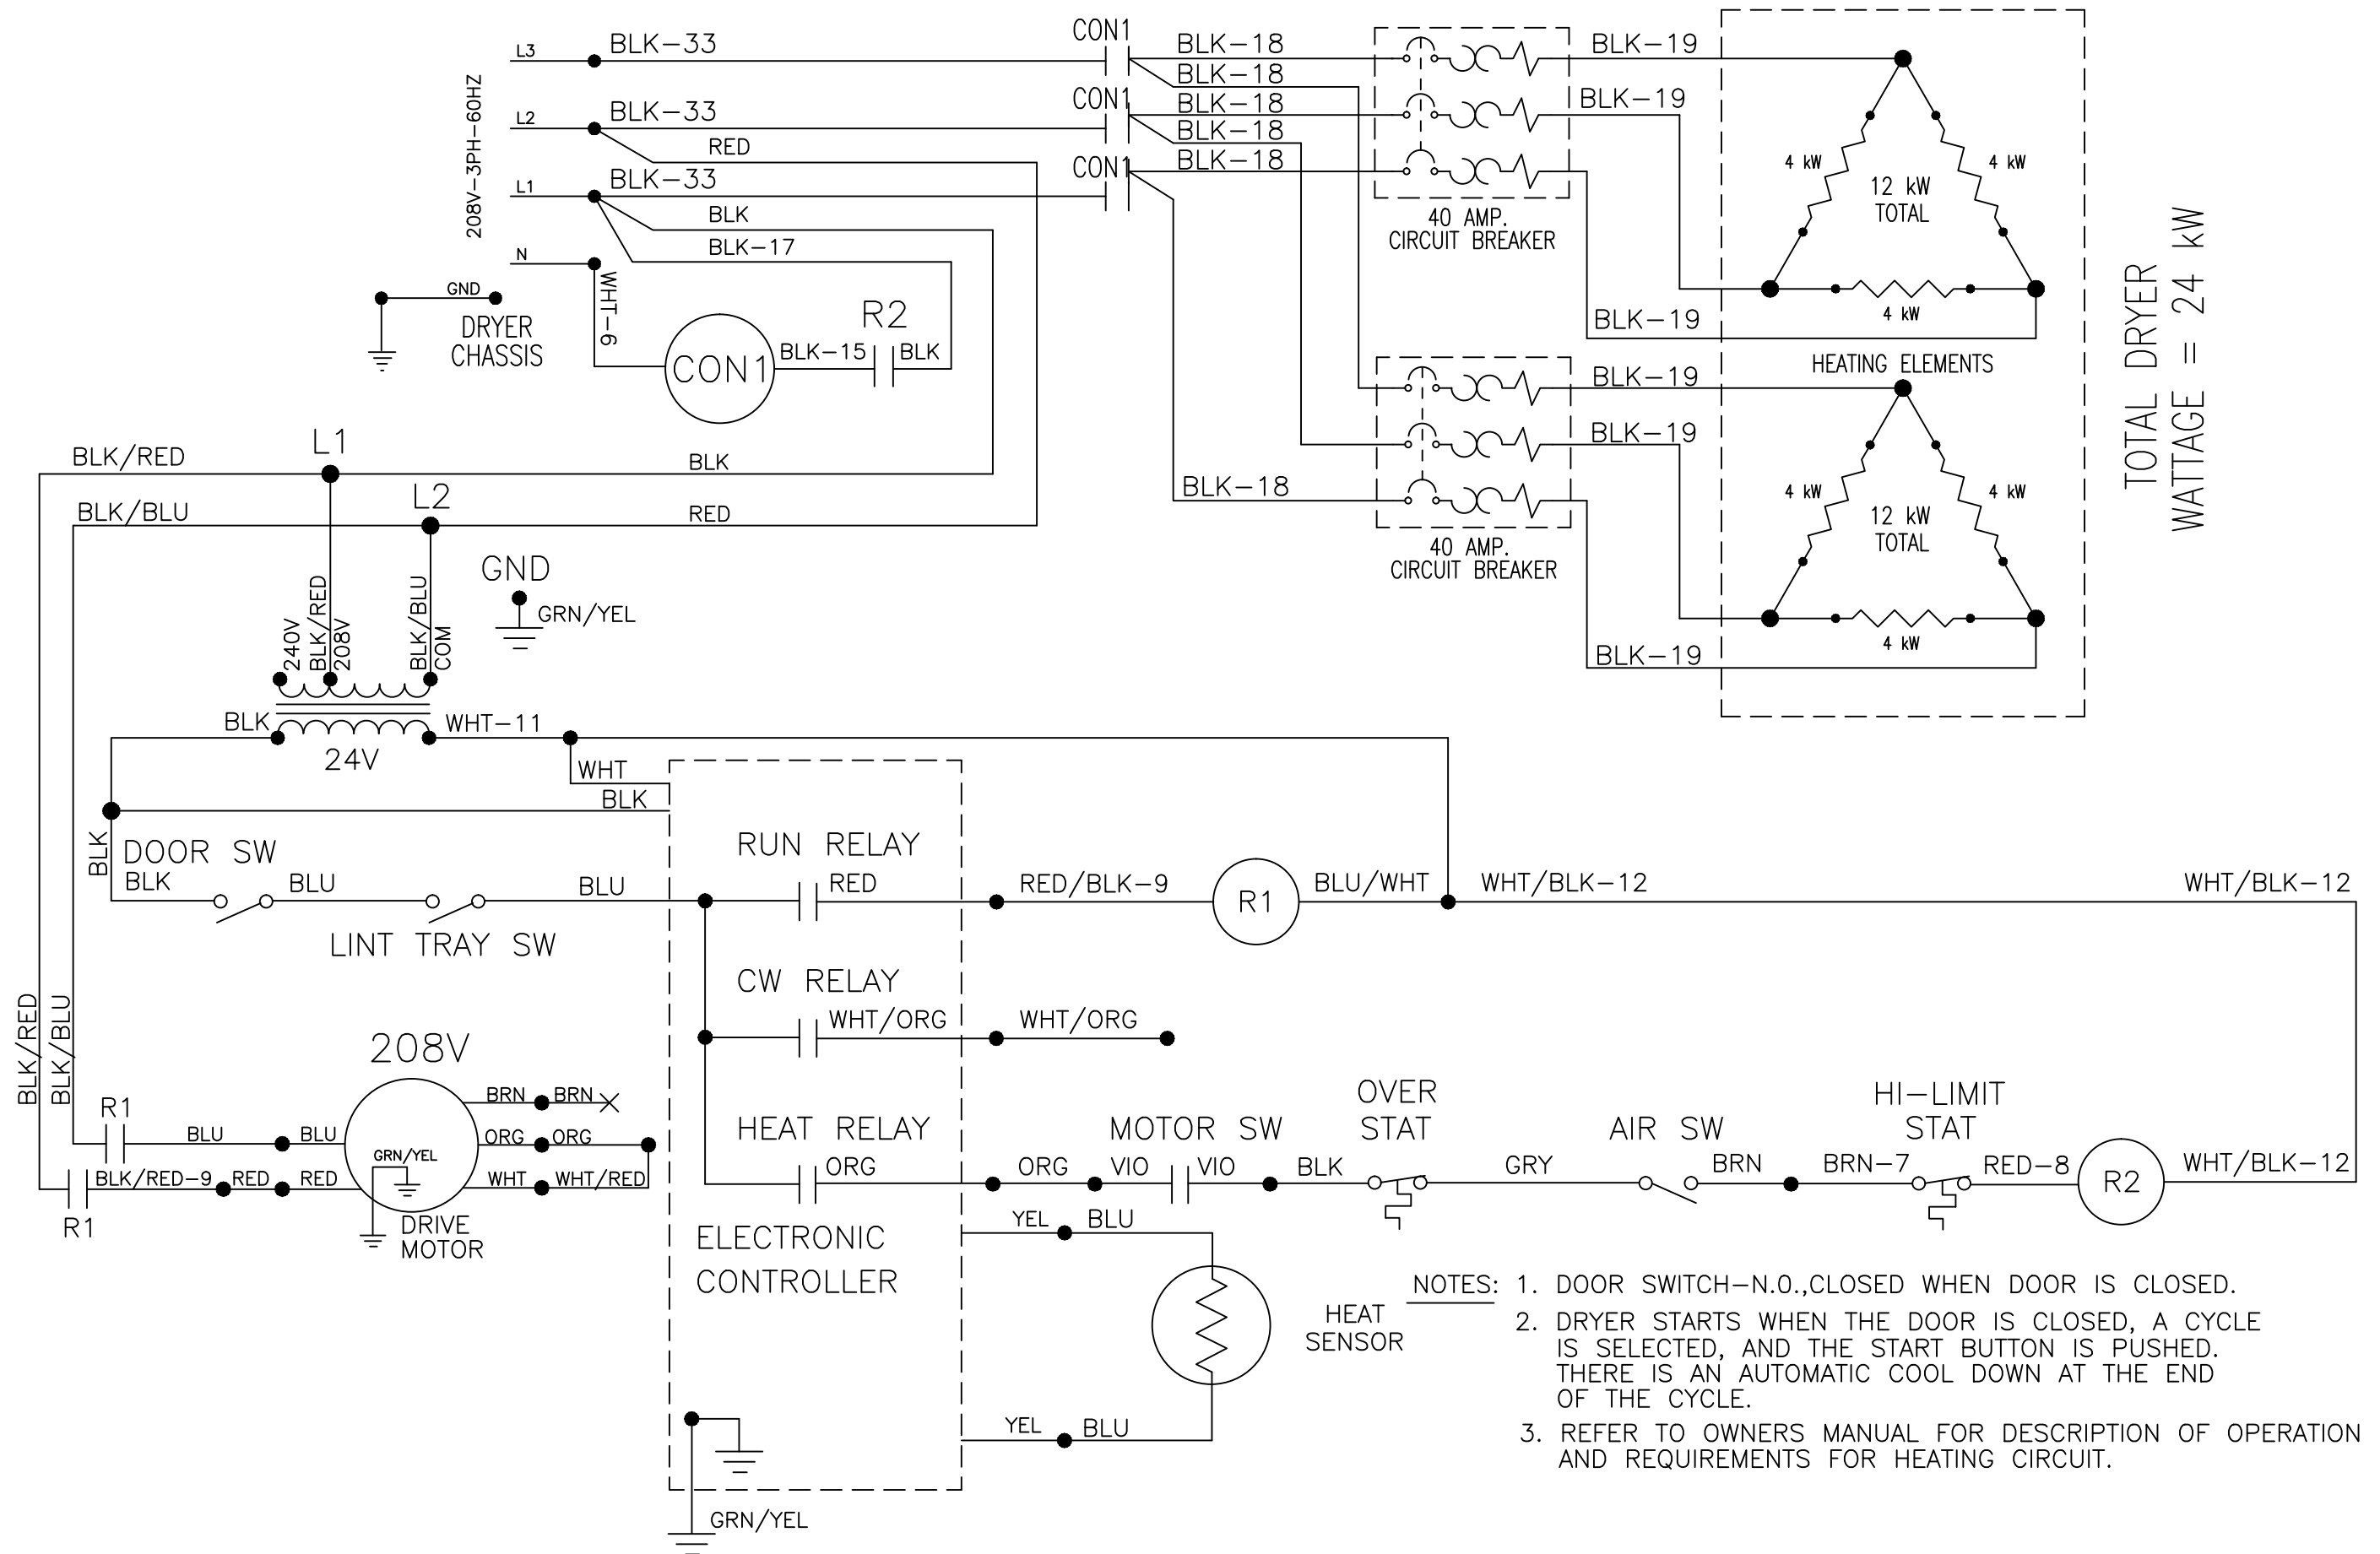 L3
BLK-33
CON1
BLK-18
BLK-19
BLK-18
208V-3PH-60HZ
L2
BLK-33
CON1
BLK-18
BLK-19
RED
BLK-18
L1
BLK-33
CON1
BLK-18
4 kW
4 kW
12 kW
TOTAL
BLK
40 AMP.
CIRCUIT BREAKER
BLK-17
N
WHT-6
GND
DRYER
CHASSIS
R2
CON1
BLK-15
BLK
BLK-19
4 kW
HEATING ELEMENTS
TOTAL DRYER
WATTAGE = 24 kW
BLK-19
BLK-19
BLK-18
4 kW
4 kW
12 kW
TOTAL
40 AMP.
CIRCUIT BREAKER
BLK-19
4 kW
BLK/RED
L1
BLK
BLK/BLU
L2
RED
GND
GRN/YEL
240V
BLK/RED
208V
BLK/BLU
COM
BLK
WHT-11
24V
WHT
BLK
BLK
DOOR SW
BLK
BLU
BLU
LINT TRAY SW
RUN RELAY
RED
RED/BLK-9
R1
BLU/WHT
WHT/BLK-12
WHT/BLK-12
CW RELAY
WHT/ORG
WHT/ORG
BLK/RED
BLK/BLU
208V
R1
BLU
BLU
BRN
BRN
ORG
ORG
GRN/YEL
BLK/RED-9
RED
RED
WHT
WHT/RED
R1
DRIVE
MOTOR
HEAT RELAY
ORG
ORG
MOTOR SW
VIO
VIO
BLK
OVER
STAT
GRY
AIR SW
BRN
BRN-7
HI-LIMIT
STAT
RED-8
R2
WHT/BLK-12
ELECTRONIC
CONTROLLER
YEL
BLU
HEAT
SENSOR
YEL
BLU
GRN/YEL
NOTES: 1. DOOR SWITCH-N.O.,CLOSED WHEN DOOR IS CLOSED.
2. DRYER STARTS WHEN THE DOOR IS CLOSED, A CYCLE
IS SELECTED, AND THE START BUTTON IS PUSHED.
THERE IS AN AUTOMATIC COOL DOWN AT THE END
OF THE CYCLE.
3. REFER TO OWNERS MANUAL FOR DESCRIPTION OF OPERATION
AND REQUIREMENTS FOR HEATING CIRCUIT.